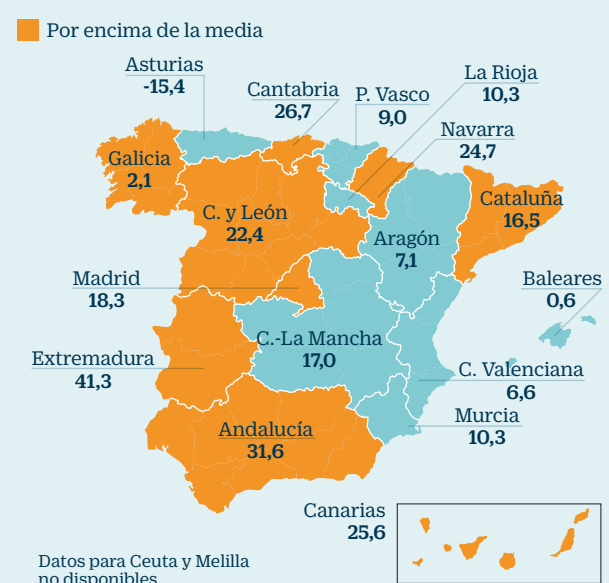 Por encima de la media
Asturias
-15,4
Cantabria
26,7
P. Vasco
9,0
La Rioja
10,3
Navarra
24,7
Galicia
2,1
C. y León
22,4
Cataluña
16,5
Aragón
7,1
Madrid
18,3
Baleares
0,6
C.-La Mancha
17,0
Extremadura
41,3
C. Valenciana
6,6
Murcia
10,3
Andalucía
31,6
Canarias
25,6
Datos para Ceuta y Melilla
no disponibles